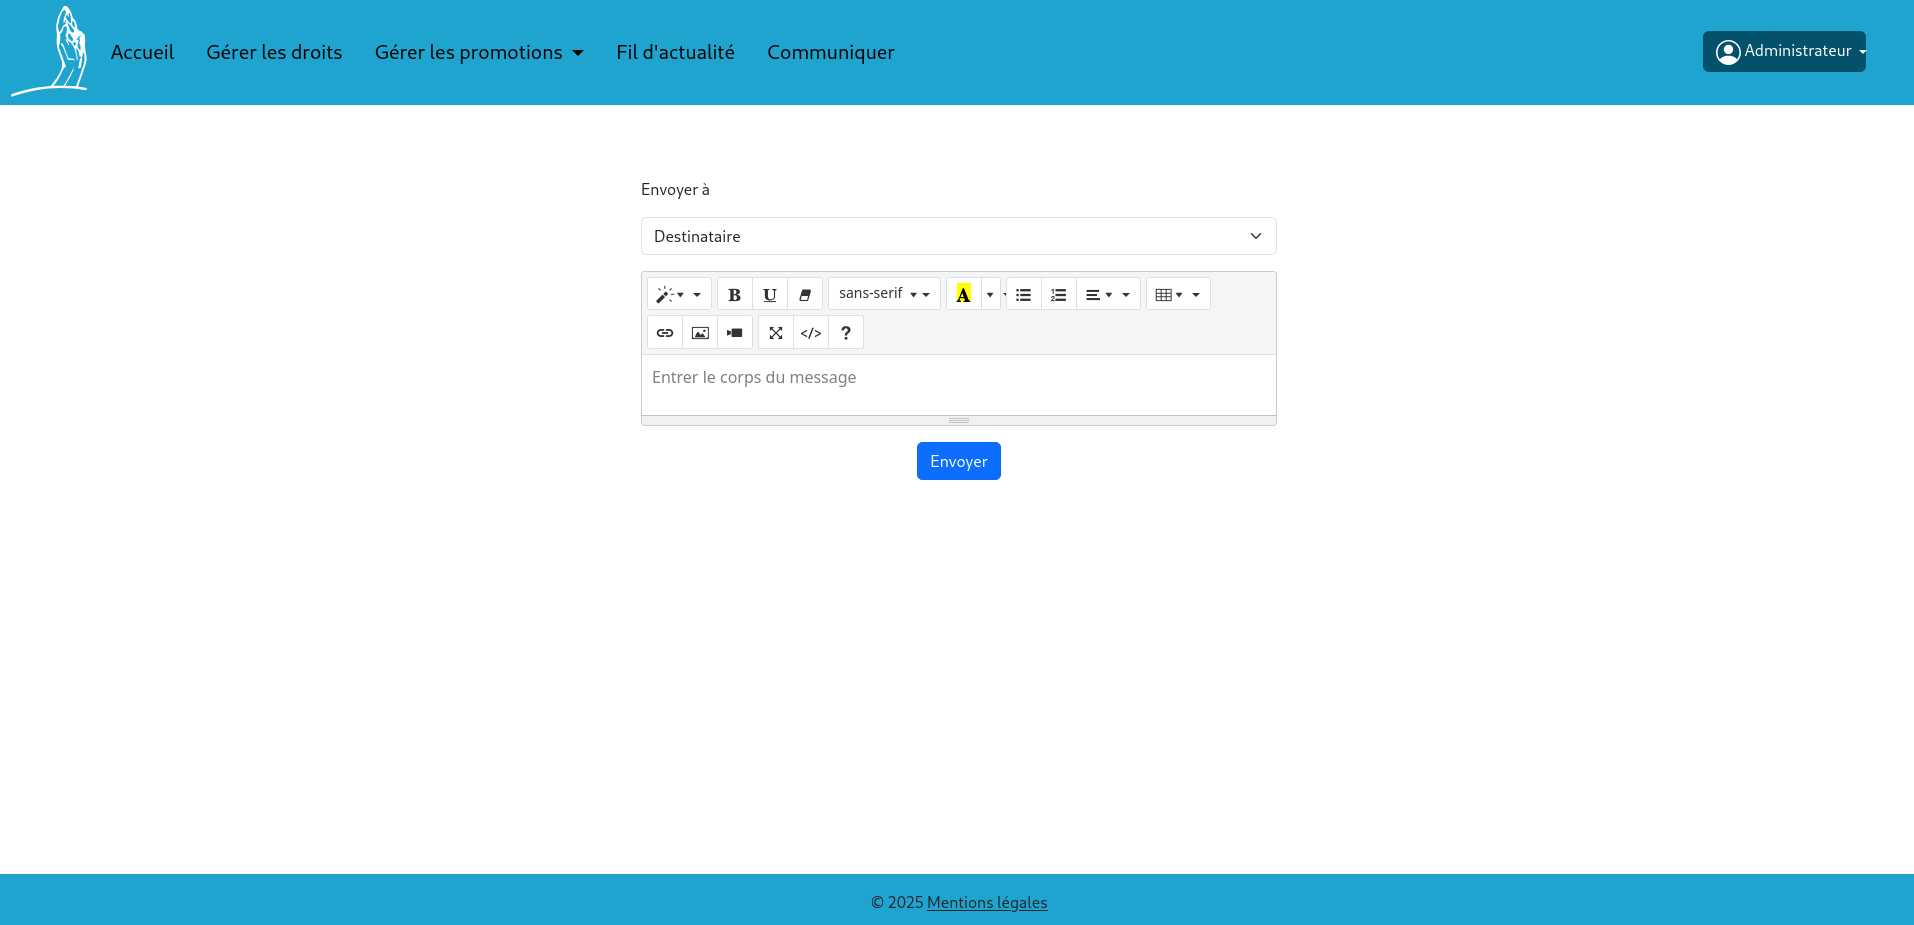 Accueil Gérer les droits Gérer les promotions Fil d'actualité Communiquer Administrateur
Envoyer à
Destinataire
B U sans-serif A
</> ?
Entrer le corps du message
Envoyer
© 2025 Mentions légales